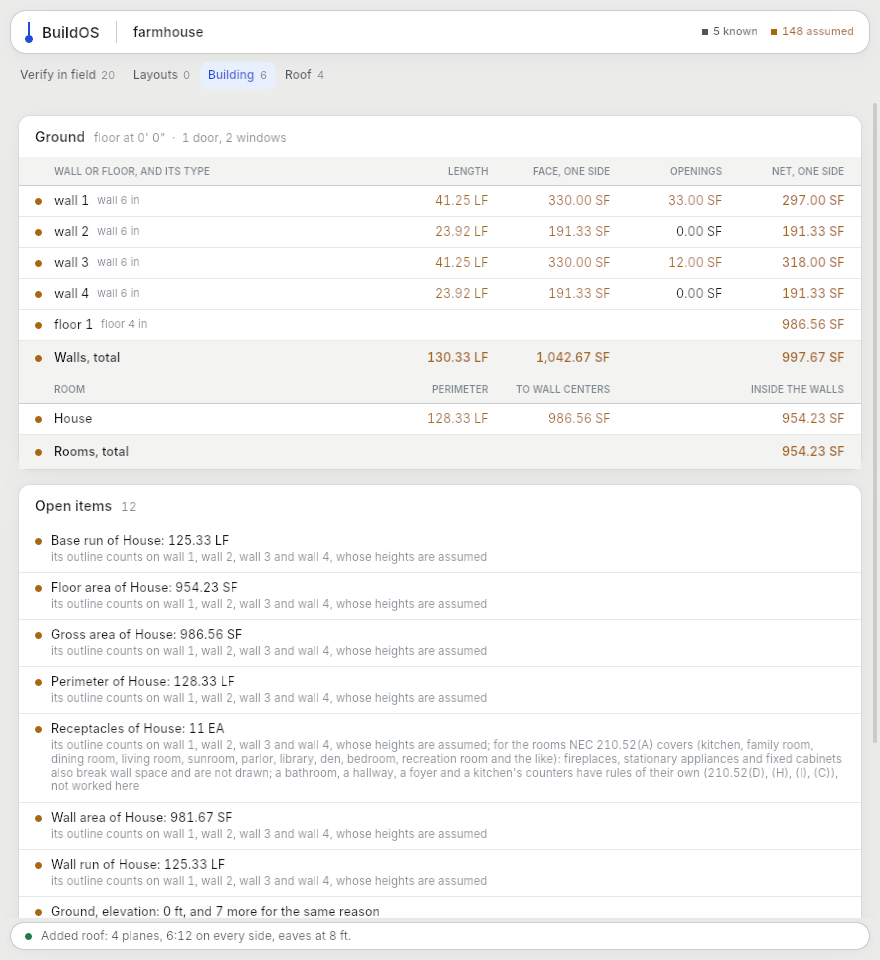 BuildOS farmhouse 5 known 148 assumed
Verify in field 20 Layouts 0 Building 6 Roof 4
Ground floor at 0' 0" · 1 door, 2 windows
WALL OR FLOOR, AND ITS TYPE LENGTH FACE, ONE SIDE OPENINGS NET, ONE SIDE
wall 1 wall 6 in 41.25 LF 330.00 SF 33.00 SF 297.00 SF
wall 2 wall 6 in 23.92 LF 191.33 SF 0.00 SF 191.33 SF
wall 3 wall 6 in 41.25 LF 330.00 SF 12.00 SF 318.00 SF
wall 4 wall 6 in 23.92 LF 191.33 SF 0.00 SF 191.33 SF
floor 1 floor 4 in 986.56 SF
Walls, total 130.33 LF 1,042.67 SF 997.67 SF
ROOM PERIMETER TO WALL CENTERS INSIDE THE WALLS
House 128.33 LF 986.56 SF 954.23 SF
Rooms, total 954.23 SF
Open items 12
Base run of House: 125.33 LF
its outline counts on wall 1, wall 2, wall 3 and wall 4, whose heights are assumed
Floor area of House: 954.23 SF
its outline counts on wall 1, wall 2, wall 3 and wall 4, whose heights are assumed
Gross area of House: 986.56 SF
its outline counts on wall 1, wall 2, wall 3 and wall 4, whose heights are assumed
Perimeter of House: 128.33 LF
its outline counts on wall 1, wall 2, wall 3 and wall 4, whose heights are assumed
Receptacles of House: 11 EA
its outline counts on wall 1, wall 2, wall 3 and wall 4, whose heights are assumed; for the rooms NEC 210.52(A) covers (kitchen, family room,
dining room, living room, sunroom, parlor, library, den, bedroom, recreation room and the like): fireplaces, stationary appliances and fixed cabinets
also break wall space and are not drawn; a bathroom, a hallway, a foyer and a kitchen's counters have rules of their own (210.52(D), (H), (I), (C)),
not worked here
Wall area of House: 981.67 SF
its outline counts on wall 1, wall 2, wall 3 and wall 4, whose heights are assumed
Wall run of House: 125.33 LF
its outline counts on wall 1, wall 2, wall 3 and wall 4, whose heights are assumed
Ground, elevation: 0 ft, and 7 more for the same reason
Added roof: 4 planes, 6:12 on every side, eaves at 8 ft.